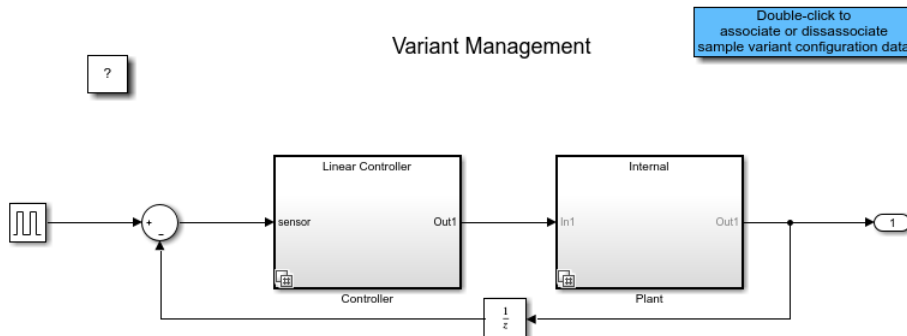 Double-click to
associate or dissassociate
sample variant configuration data
Variant Management
?
Linear Controller
Internal
+
−
sensor
Out1
In1
Out1
1
Controller
Plant
1
z